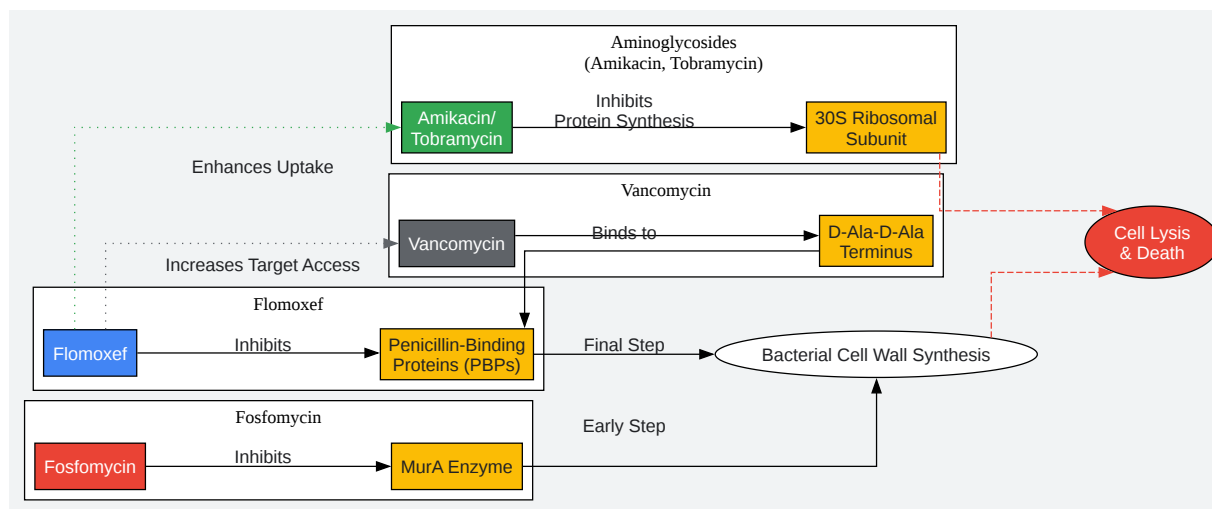 Aminoglycosides
(Amikacin, Tobramycin)
Amikacin/
Tobramycin
Inhibits
Protein Synthesis
30S Ribosomal
Subunit
Enhances Uptake
Vancomycin
Vancomycin
Binds to
D-Ala-D-Ala
Terminus
Cell Lysis
& Death
Increases Target Access
Flomoxef
Flomoxef
Inhibits
Penicillin-Binding
Proteins (PBPs)
Final Step
Bacterial Cell Wall Synthesis
Fosfomycin
Fosfomycin
Inhibits
MurA Enzyme
Early Step